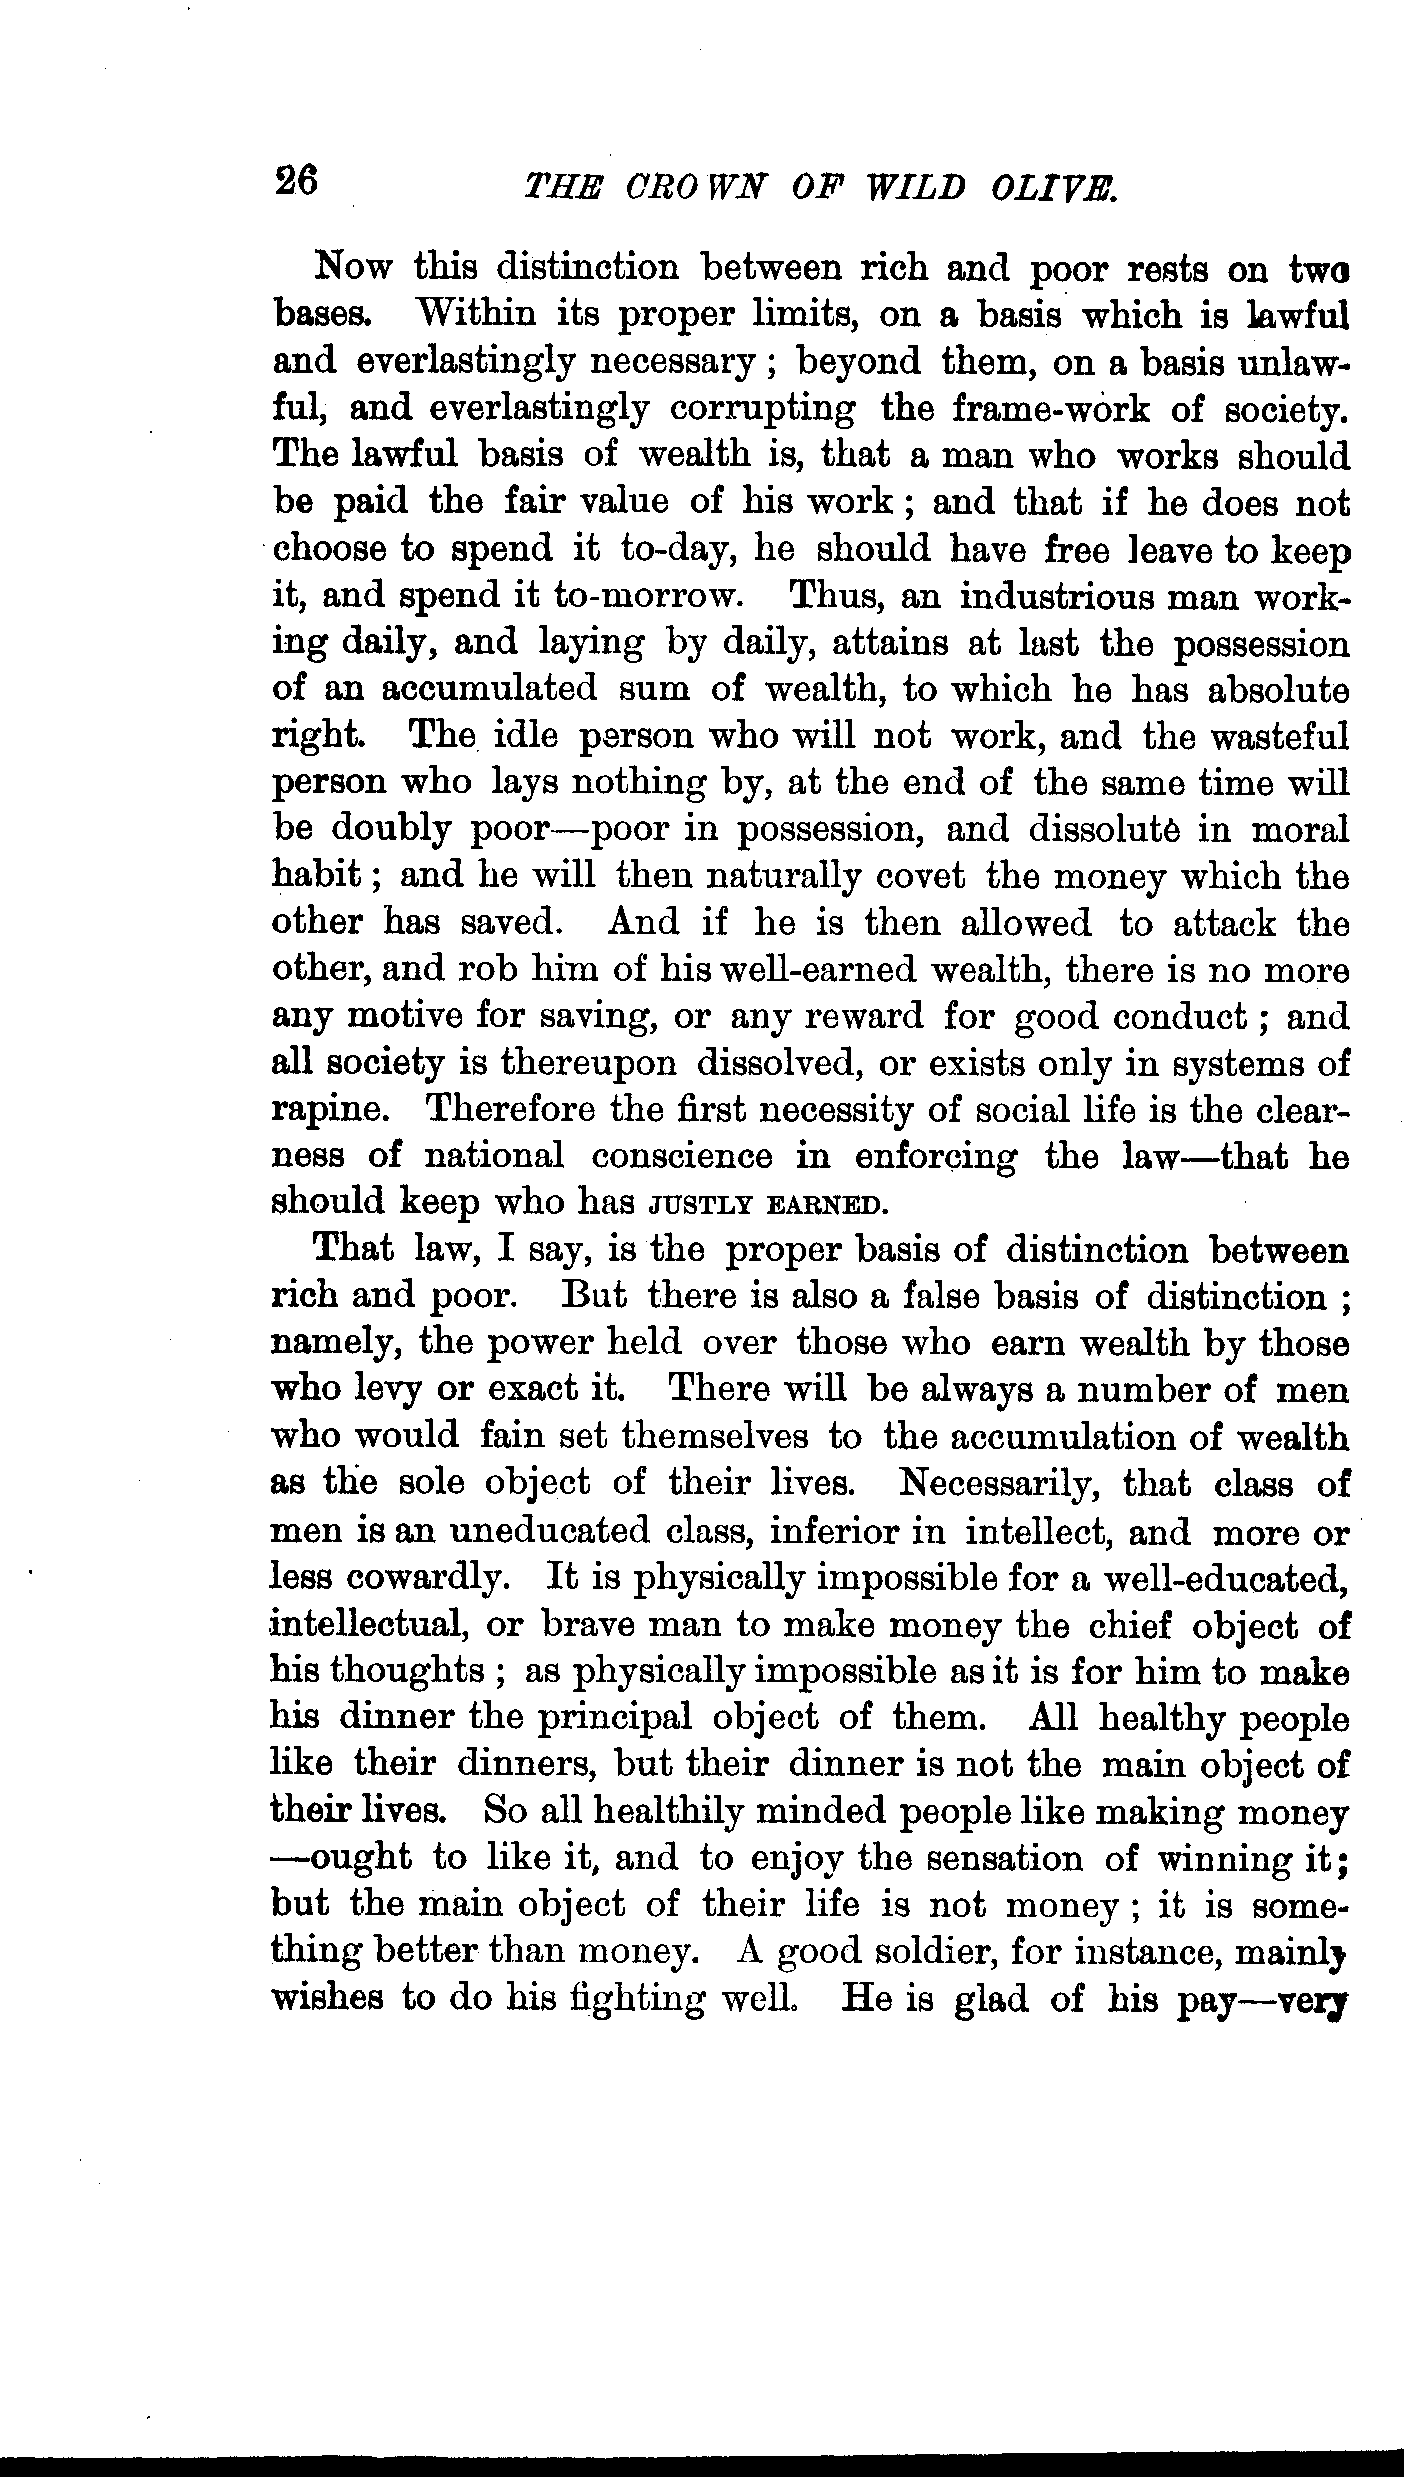 26 THE CROWN OF WILD OLIVE.
Now this distinction between rich and poor rests on two
bases. Within its proper limits, on a basis which is lawful
and everlastingly necessary ; beyond them, on a basis unlaw-
ful, and everlastingly corrupting the frame-work of society.
The lawful basis of wealth is, that a man who works should
be paid the fair value of his work ; and that if he does not
choose to spend it to-day, he should have free leave to keep
it, and spend it to-morrow. Thus, an industrious man work-
ing daily, and laying by daily, attains at last the possession
of an accumulated sum of wealth, to which he has absolute
right. The idle person who will not work, and the wasteful
person who lays nothing by, at the end of the same time will
be doubly poor—poor in possession, and dissolute in moral
habit ; and he will then naturally covet the money which the
other has saved. And if he is then allowed to attack the
other, and rob him of his well-earned wealth, there is no more
any motive for saving, or any reward for good conduct ; and
all society is thereupon dissolved, or exists only in systems of
rapine. Therefore the first necessity of social life is the clear-
ness of national conscience in enforcing the law—that he
should keep who has JUSTLY EARNED.
That law, I say, is the proper basis of distinction between
rich and poor. But there is also a false basis of distinction ;
namely, the power held over those who earn wealth by those
who levy or exact it. There will be always a number of men
who would fain set themselves to the accumulation of wealth
as the sole object of their lives. Necessarily, that class of
men is an uneducated class, inferior in intellect, and more or
less cowardly. It is physically impossible for a well-educated,
intellectual, or brave man to make money the chief object of
his thoughts ; as physically impossible as it is for him to make
his dinner the principal object of them. All healthy people
like their dinners, but their dinner is not the main object of
their lives. So all healthily minded people like making money
—ought to like it, and to enjoy the sensation of winning it;
but the main object of their life is not money ; it is some-
thing better than money. A good soldier, for instance, mainly
wishes to do his fighting well. He is glad of his pay—very